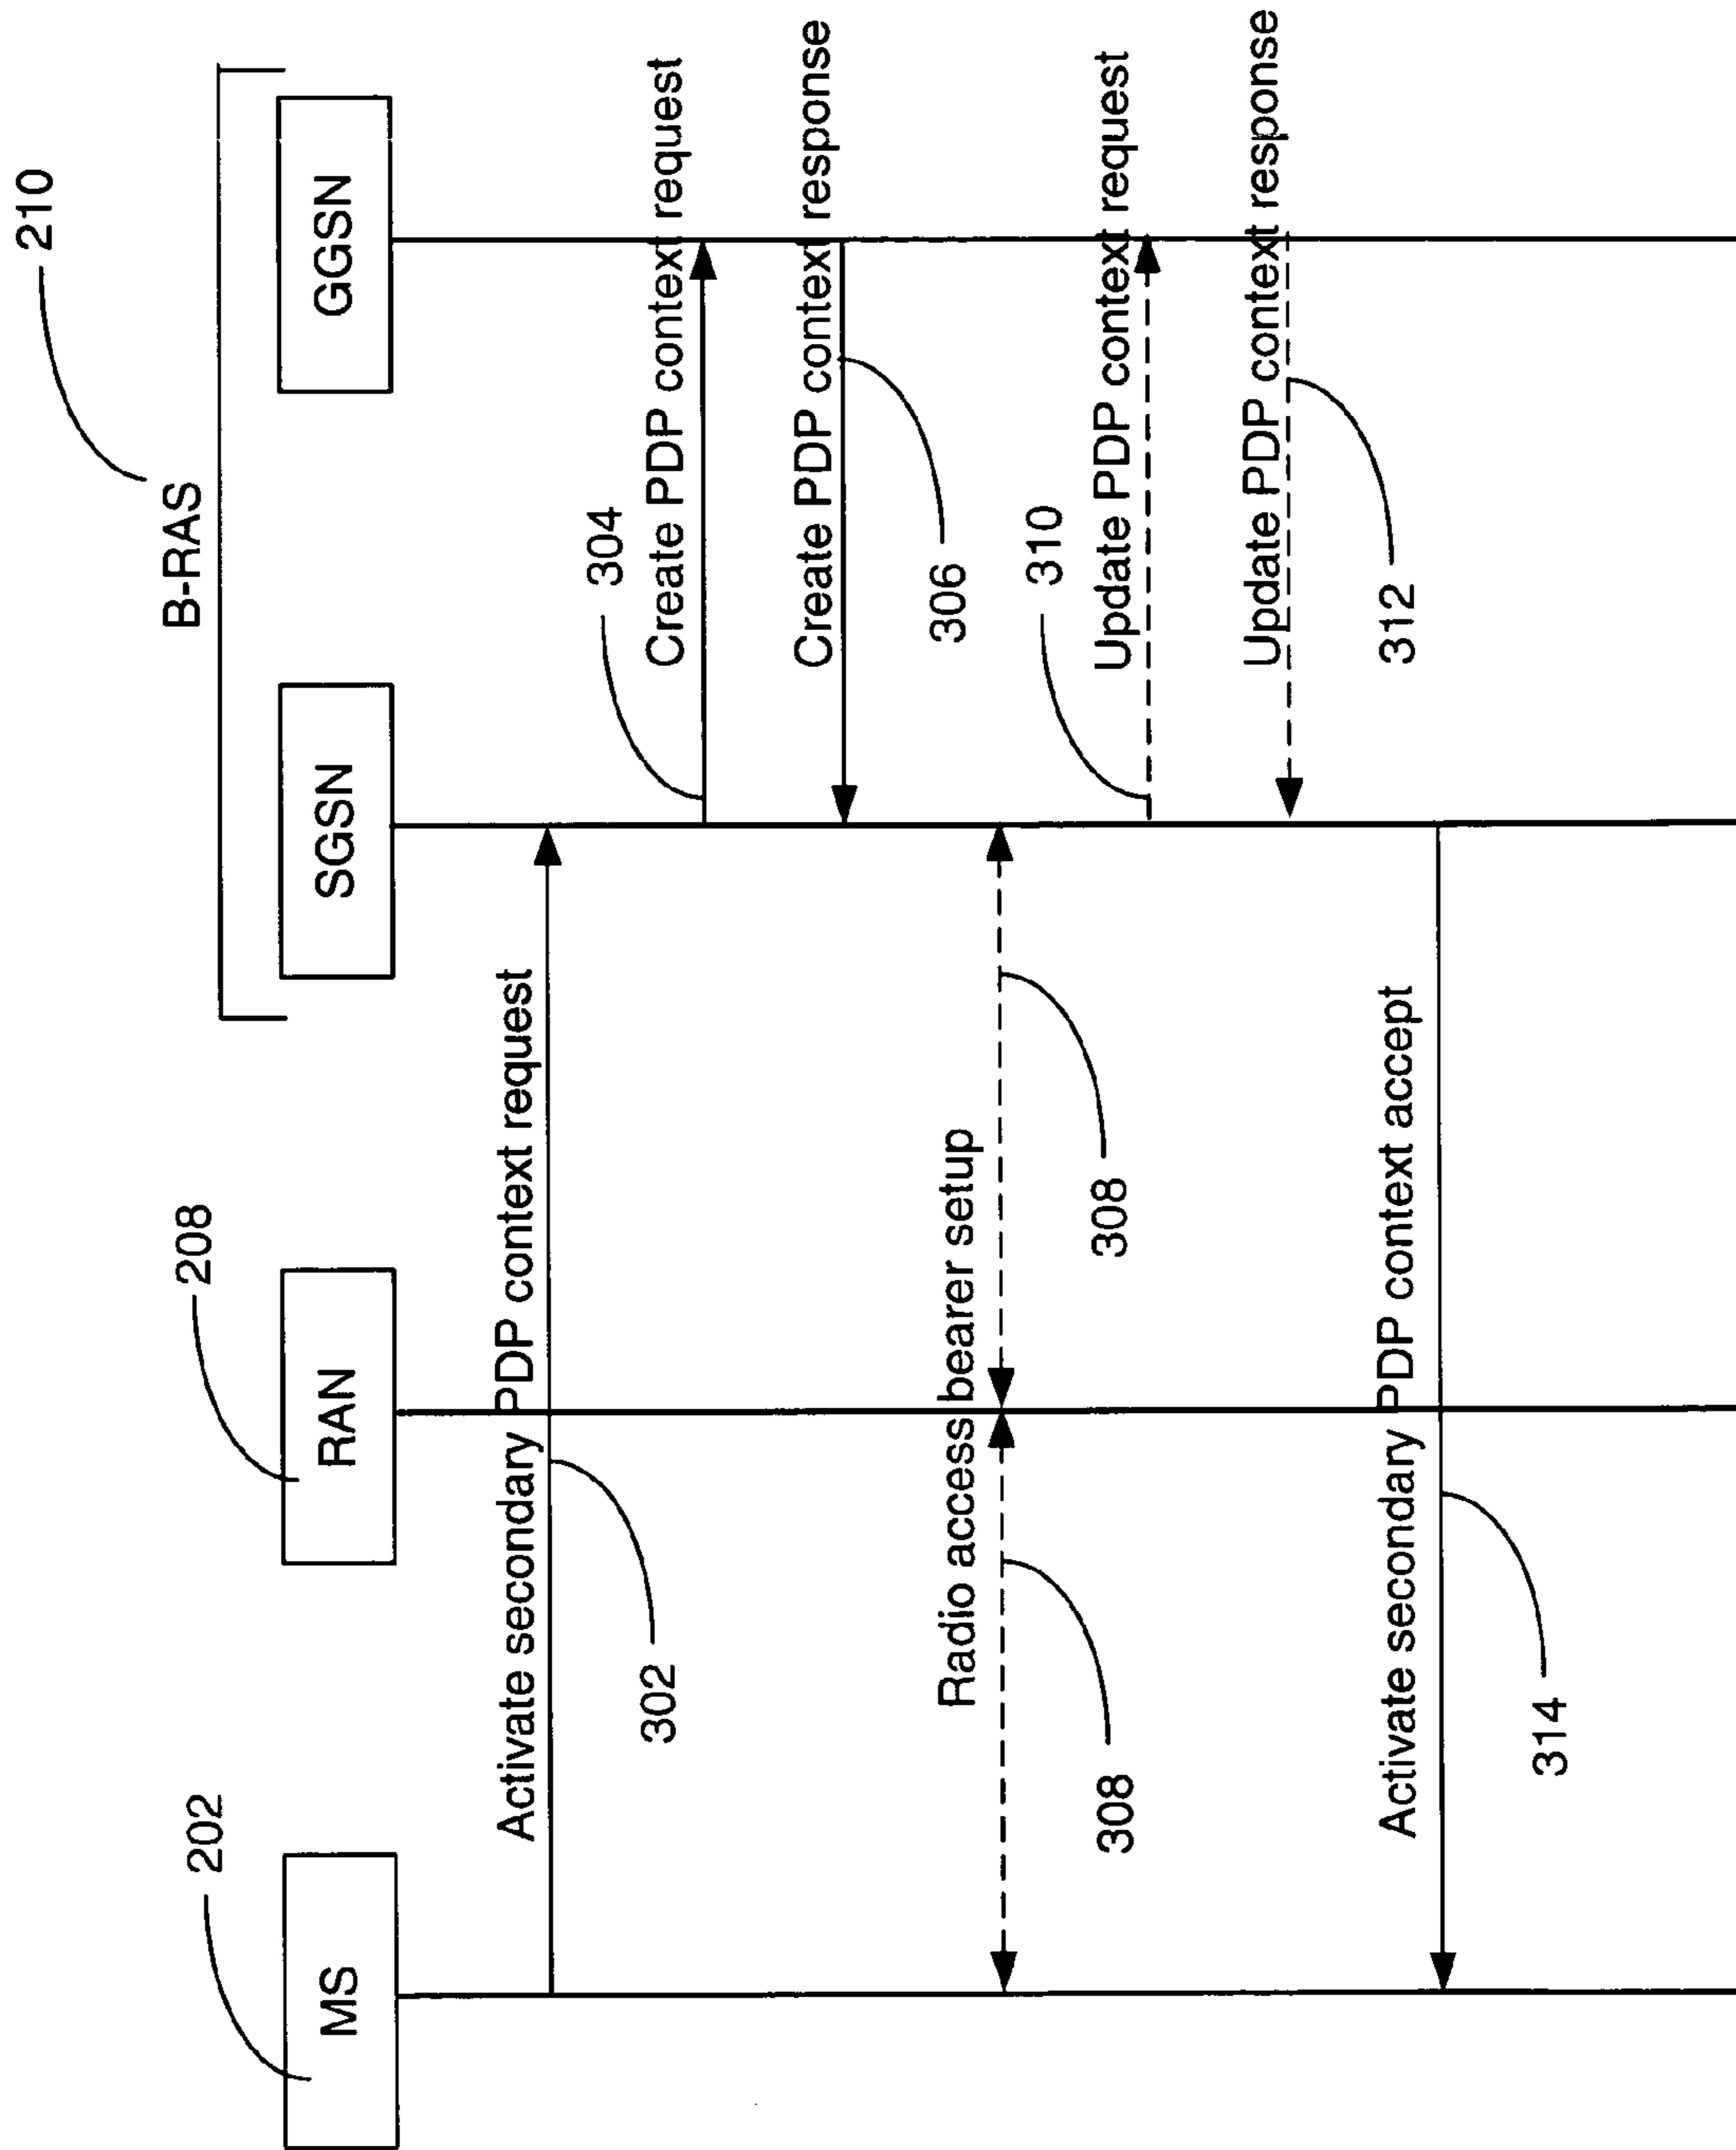 210
B-RAS
202
208
MS
RAN
SGSN
GGSN
Activate secondary PDP context request
302
304
Create PDP context request
Create PDP context response
306
Radio access bearer setup
308
308
310
Update PDP context request
Update PDP context response
312
Activate secondary PDP context accept
314